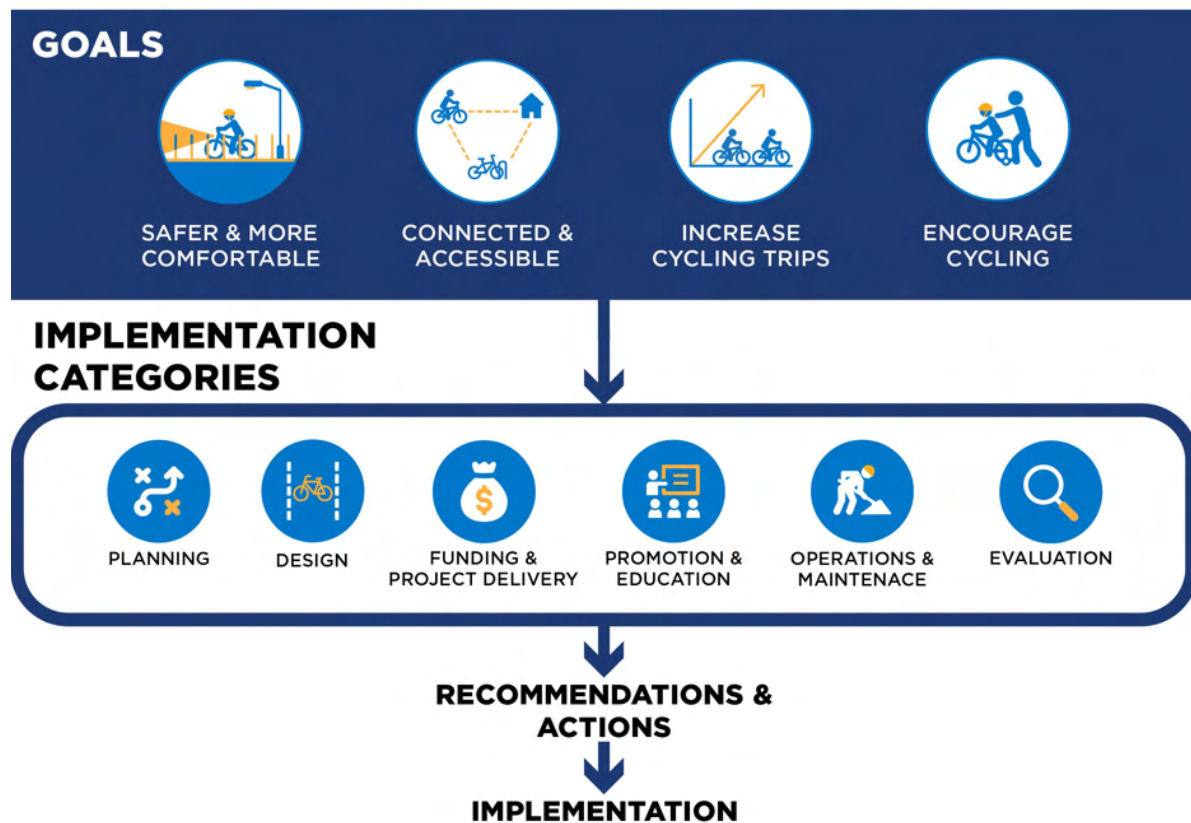 GOALS
SAFER & MORE
COMFORTABLE
CONNECTED &
ACCESSIBLE
INCREASE
CYCLING TRIPS
ENCOURAGE
CYCLING
IMPLEMENTATION
CATEGORIES
$
PLANNING
DESIGN
FUNDING &
PROJECT DELIVERY
PROMOTION &
EDUCATION
OPERATIONS &
MAINTENACE
EVALUATION
RECOMMENDATIONS &
ACTIONS
IMPLEMENTATION